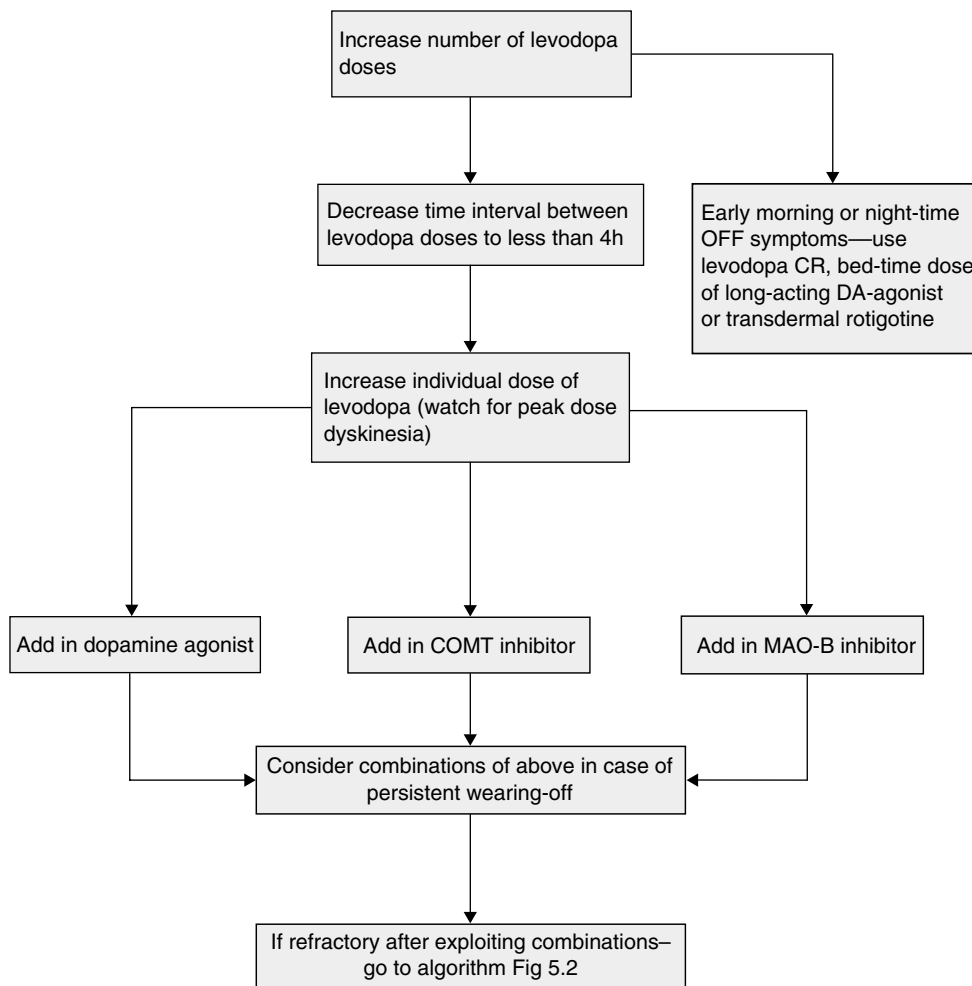 Increase number of levodopa
doses
Decrease time interval between
levodopa doses to less than 4h
Early morning or night-time
OFF symptoms—use
levodopa CR, bed-time dose
of long-acting DA-agonist
or transdermal rotigotine
Increase individual dose of
levodopa (watch for peak dose
dyskinesia)
Add in dopamine agonist
Add in COMT inhibitor
Add in MAO-B inhibitor
Consider combinations of above in case of
persistent wearing-off
If refractory after exploiting combinations–
go to algorithm Fig 5.2